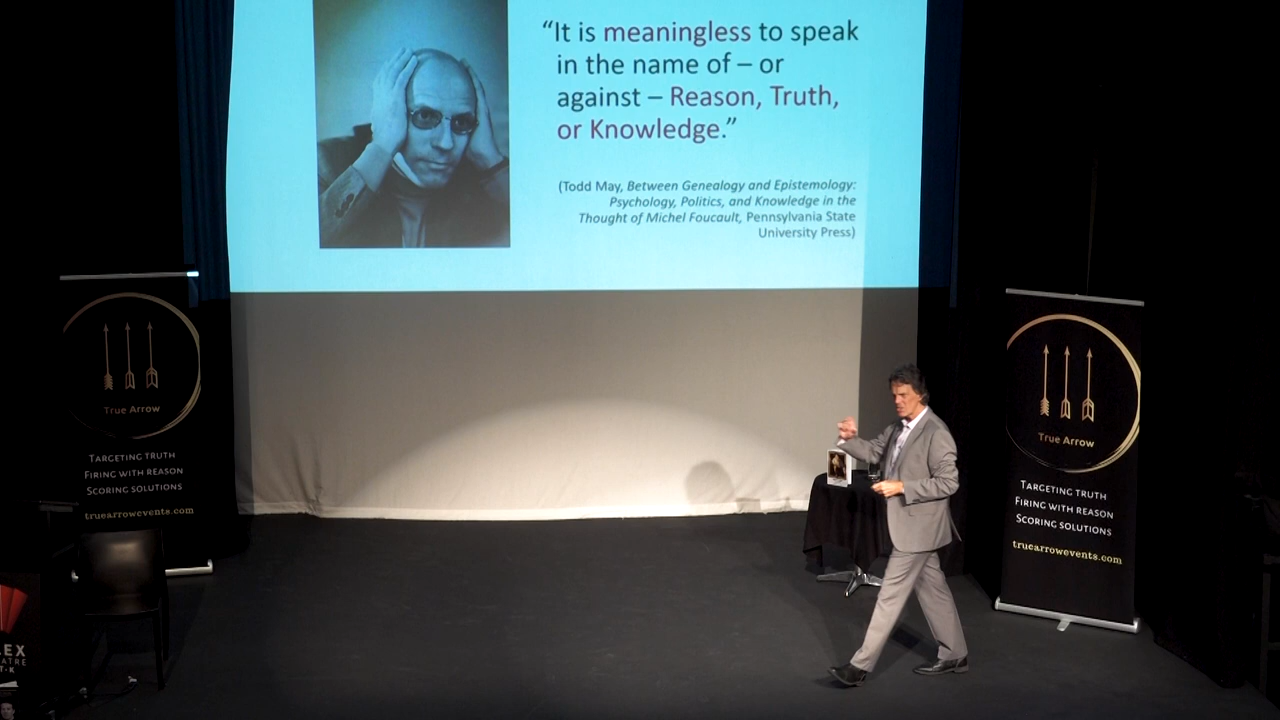 “It is meaningless to speak
in the name of – or
against – Reason, Truth,
or Knowledge.”
(Todd May, Between Genealogy and Epistemology:
Psychology, Politics, and Knowledge in the
Thought of Michel Foucault, Pennsylvania State
University Press)
True Arrow
Targeting truth
Firing with reason
Scoring solutions
truearrowevents.com
True Arrow
Targeting truth
Firing with reason
Scoring solutions
truearrowevents.com
LEX
ATRE
T·K